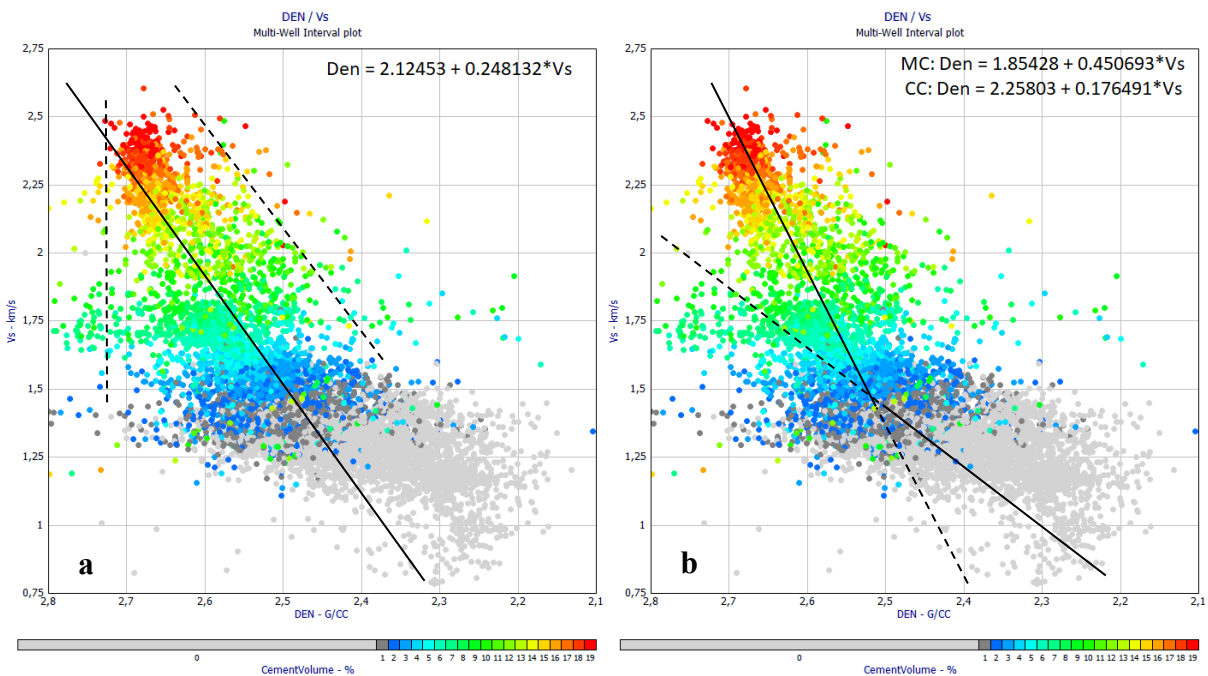 DEN / Vs
Multi-Well Interval plot
Den = 2.12453 + 0.248132*Vs
2,75
2,5
2,25
2
1,75
1,5
1,25
1
0,75
Vs - km/s
a
2,8 2,7 2,6 2,5 2,4 2,3 2,2 2,1
DEN - G/CC
0 1 2 3 4 5 6 7 8 9 10 11 12 13 14 15 16 17 18 19
CementVolume - %
DEN / Vs
Multi-Well Interval plot
MC: Den = 1.85428 + 0.450693*Vs
CC: Den = 2.25803 + 0.176491*Vs
2,75
2,5
2,25
2
1,75
1,5
1,25
1
0,75
Vs - km/s
b
2,8 2,7 2,6 2,5 2,4 2,3 2,2 2,1
DEN - G/CC
0 1 2 3 4 5 6 7 8 9 10 11 12 13 14 15 16 17 18 19
CementVolume - %